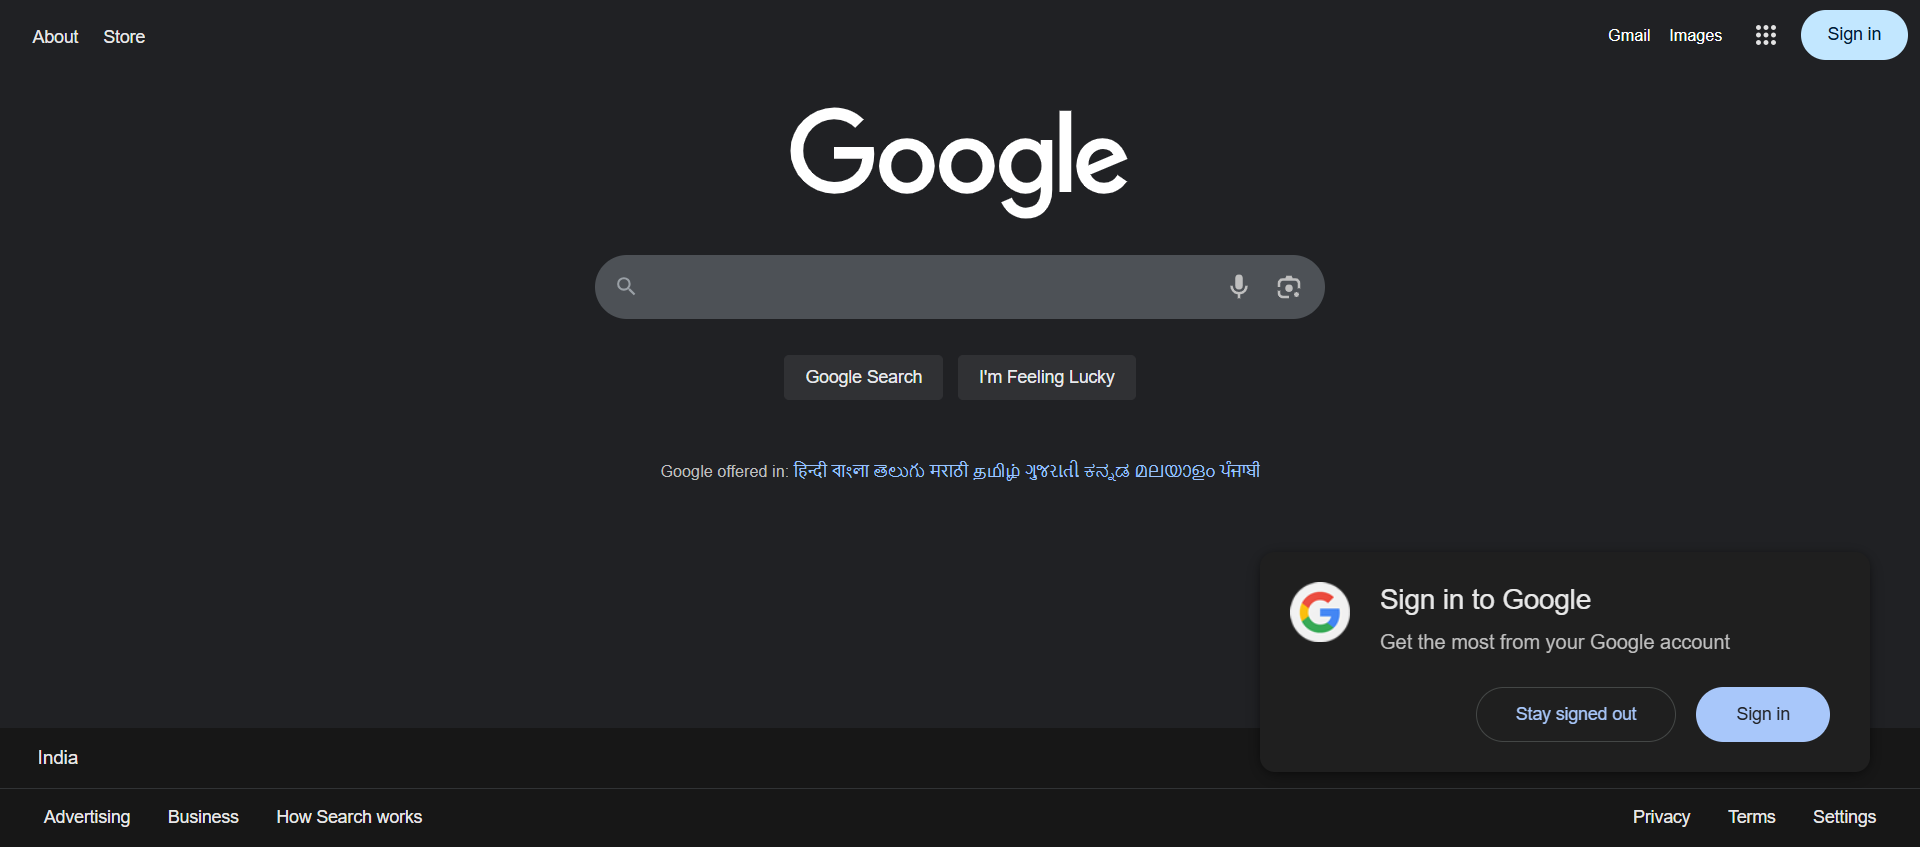 About Store
Gmail Images Sign in
Google
Google Search I'm Feeling Lucky
Google offered in: हिन्दी বাংলা తెలుగు मराठी தமிழ் ગુજરાતી ಕನ್ನಡ മലയാളം ਪੰਜਾਬੀ
Sign in to Google
Get the most from your Google account
Stay signed out Sign in
India
Advertising Business How Search works
Privacy Terms Settings